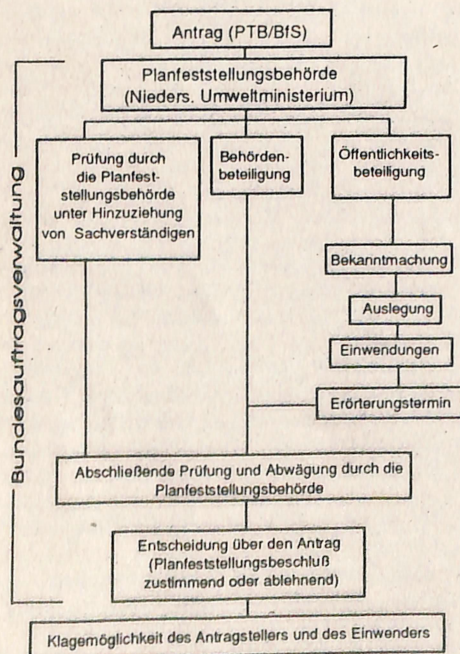 Antrag (PTB/BfS)
Planfeststellungsbehörde
(Nieders. Umweltministerium)
Prüfung durch
die Planfest-
stellungsbehörde
unter Hinzuziehung
von Sachverständigen
Behörden-
beteiligung
Öffentlichkeits-
beteiligung
Bekanntmachung
Auslegung
Einwendungen
Erörterungstermin
Bundesauftragsverwaltung
Abschließende Prüfung und Abwägung durch die
Planfeststellungsbehörde
Entscheidung über den Antrag
(Planfeststellungsbeschluß
zustimmend oder ablehnend)
Klagemöglichkeit des Antragstellers und des Einwenders